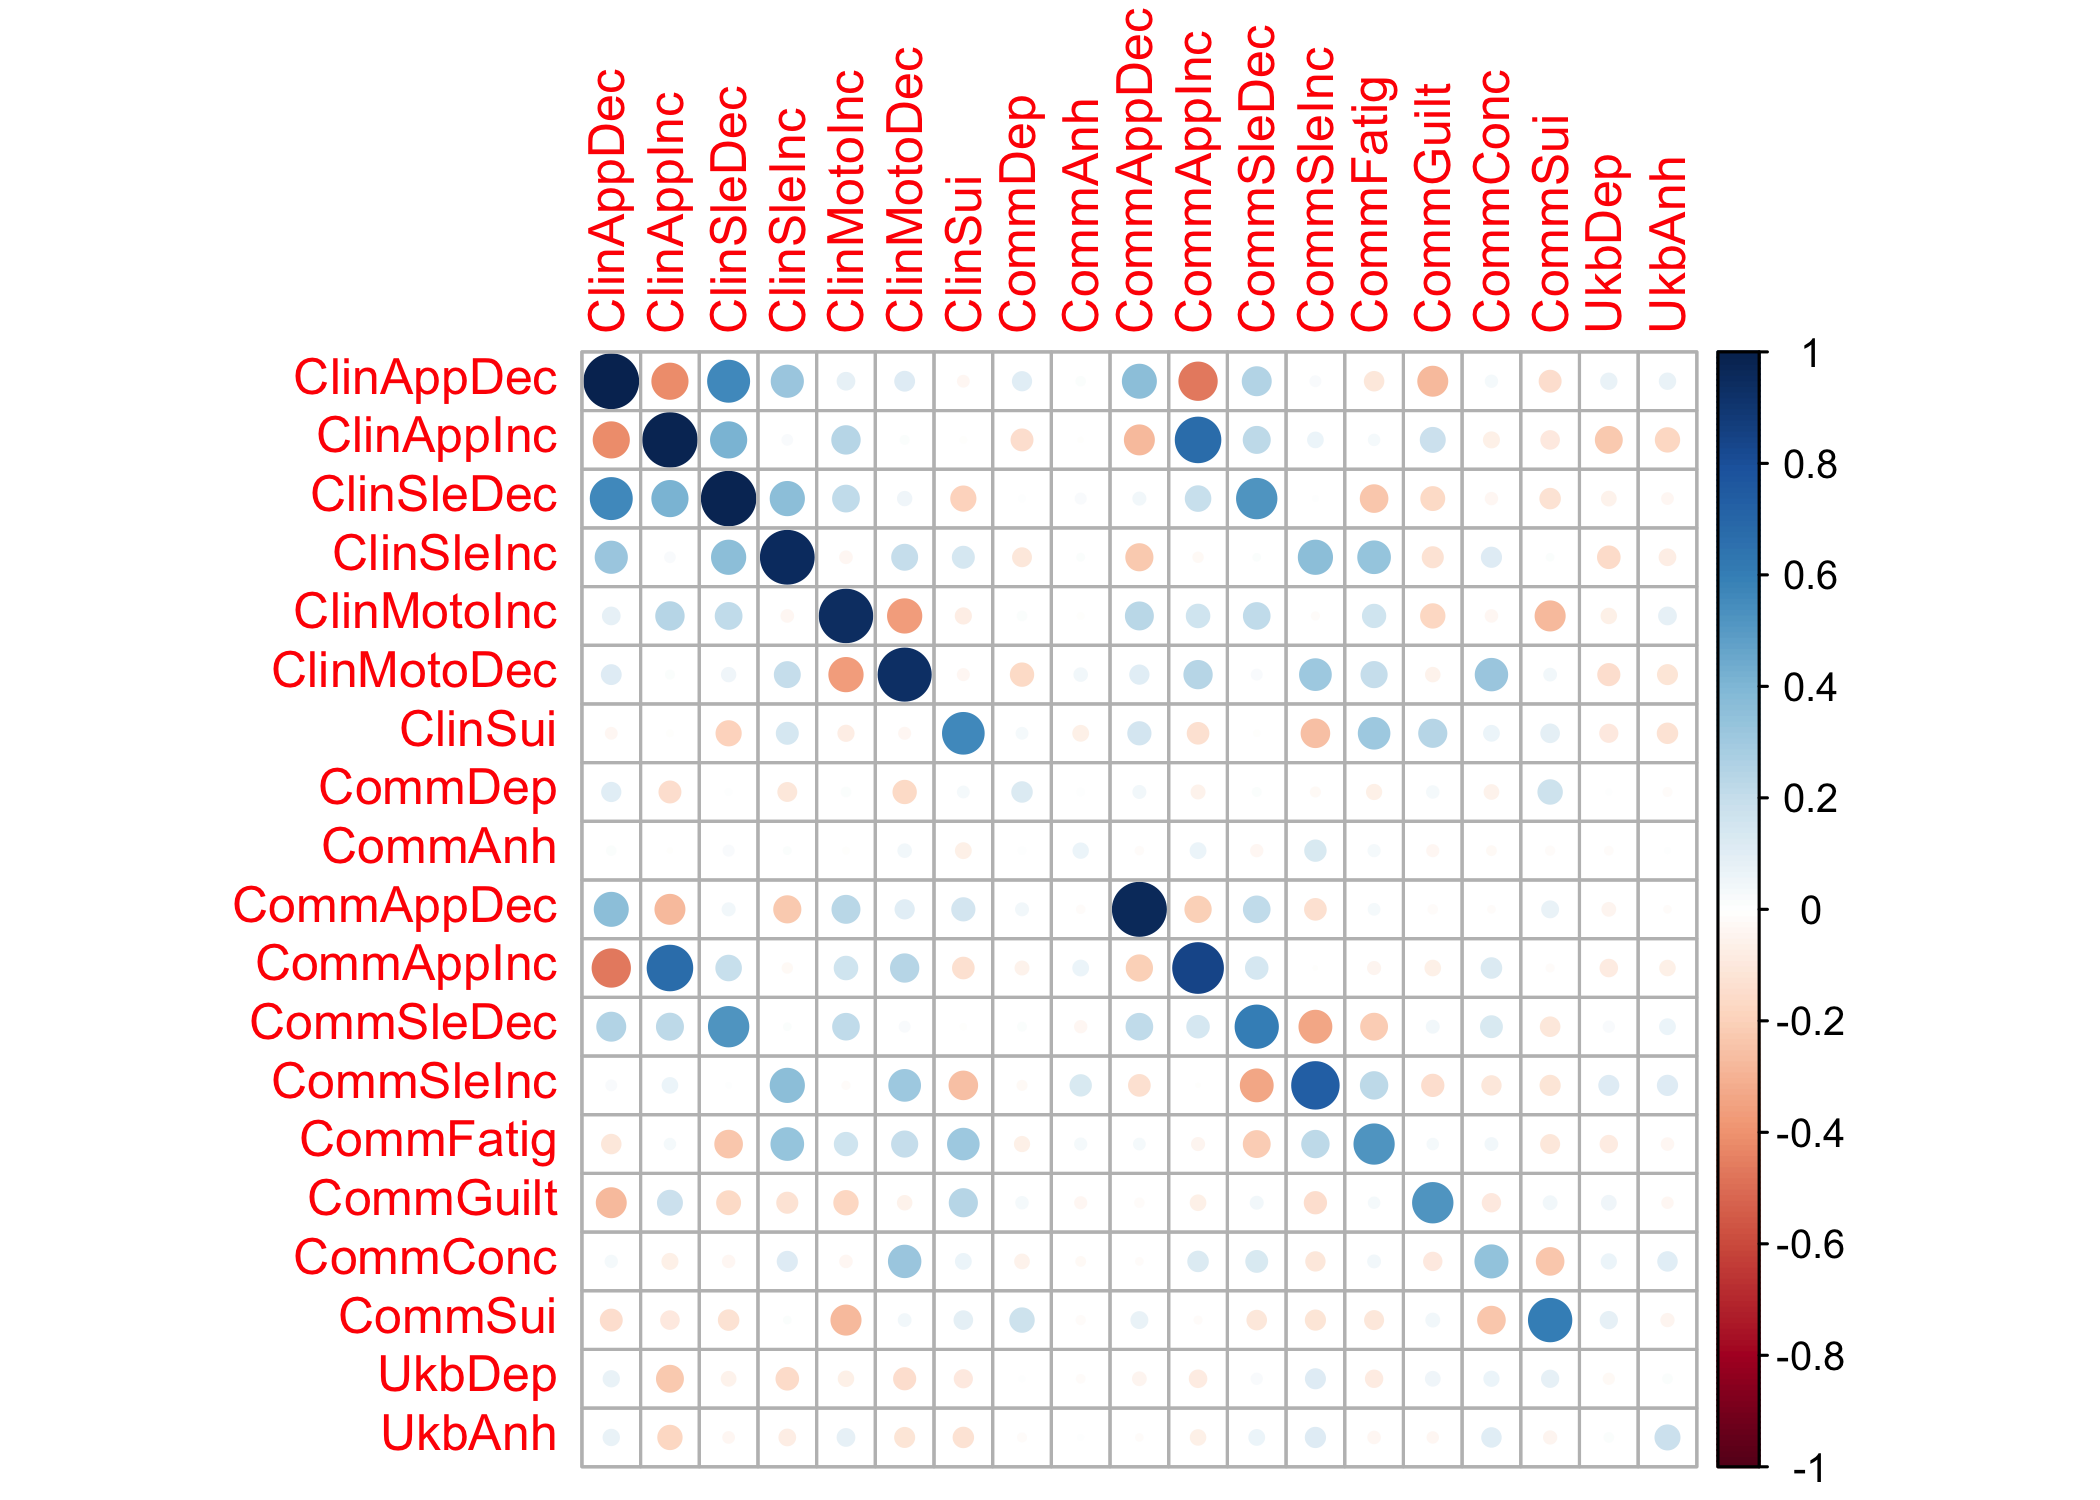 ClinAppDec
ClinAppInc
ClinSleDec
ClinSleInc
ClinMotoInc
ClinMotoDec
ClinSui
CommDep
CommAnh
CommAppDec
CommAppInc
CommSleDec
CommSleInc
CommFatig
CommGuilt
CommConc
CommSui
UkbDep
UkbAnh
ClinAppDec
ClinAppInc
ClinSleDec
ClinSleInc
ClinMotoInc
ClinMotoDec
ClinSui
CommDep
CommAnh
CommAppDec
CommAppInc
CommSleDec
CommSleInc
CommFatig
CommGuilt
CommConc
CommSui
UkbDep
UkbAnh
1
0.8
0.6
0.4
0.2
0
-0.2
-0.4
-0.6
-0.8
-1